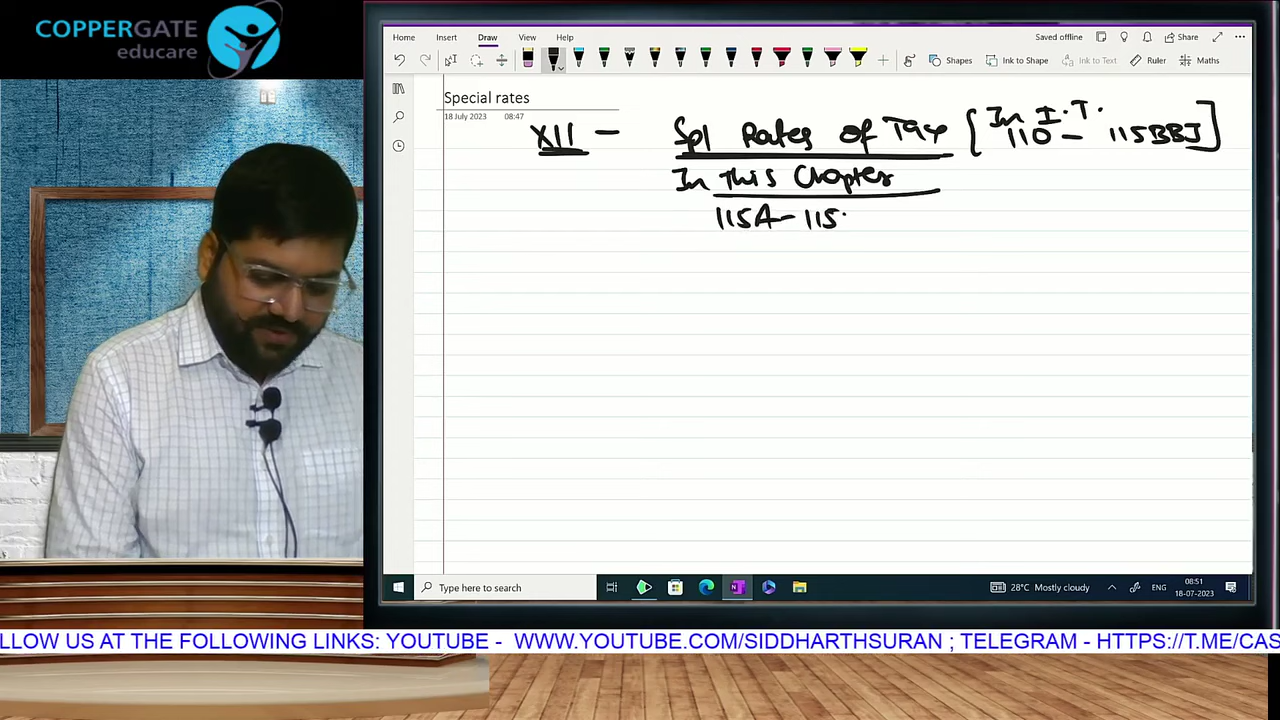 COPPERGATE
educare
Home Insert Draw View Help
Saved offline
Share
Shapes
Ink to Shape
Ink to Text
Ruler
Maths
Special rates
18 July 2023 08:47
XII – Spl Rates of Tax [In I.T. 110 – 115BBJ]
In This Chapter
115A – 115
Type here to search
28°C Mostly cloudy
ENG
08:51
18-07-2023
LLOW US AT THE FOLLOWING LINKS: YOUTUBE - WWW.YOUTUBE.COM/SIDDHARTHSURAN ; TELEGRAM - HTTPS://T.ME/CAS